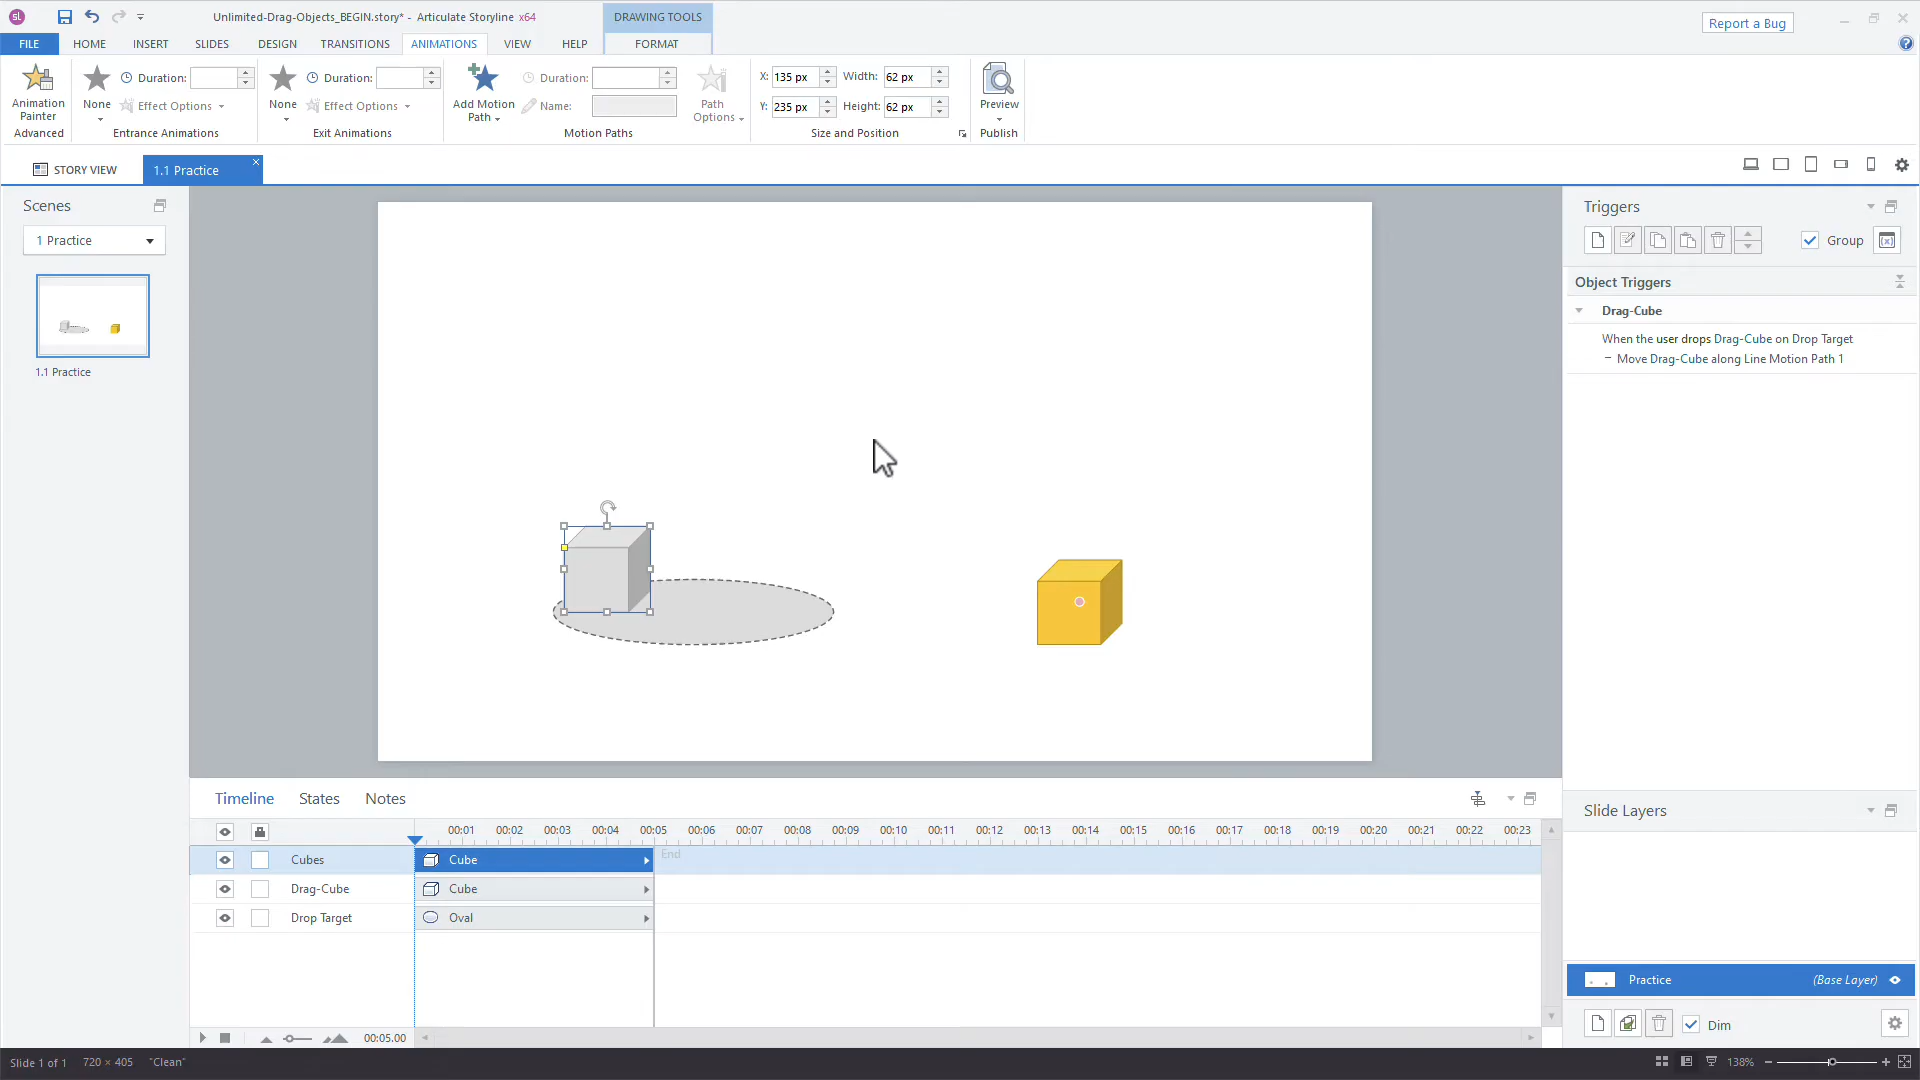 Unlimited-Drag-Objects_BEGIN.story* - Articulate Storyline x64
DRAWING TOOLS
Report a Bug
FILE HOME INSERT SLIDES DESIGN TRANSITIONS ANIMATIONS VIEW HELP FORMAT
Animation Painter
Advanced
None
Duration:
Effect Options
Entrance Animations
None
Duration:
Effect Options
Exit Animations
Add Motion Path
Duration:
Name:
Path Options
Motion Paths
X: 135 px Width: 62 px
Y: 235 px Height: 62 px
Size and Position
Preview
Publish
STORY VIEW
1.1 Practice
Scenes
1 Practice
1.1 Practice
Triggers
Group
Object Triggers
Drag-Cube
When the user drops Drag-Cube on Drop Target
– Move Drag-Cube along Line Motion Path 1
Timeline States Notes
00:01 00:02 00:03 00:04 00:05 00:06 00:07 00:08 00:09 00:10 00:11 00:12 00:13 00:14 00:15 00:16 00:17 00:18 00:19 00:20 00:21 00:22 00:23
Cubes Cube End
Drag-Cube Cube
Drop Target Oval
00:05.00
Slide Layers
Practice (Base Layer)
Dim
Slide 1 of 1 720 × 405 "Clean" 138%